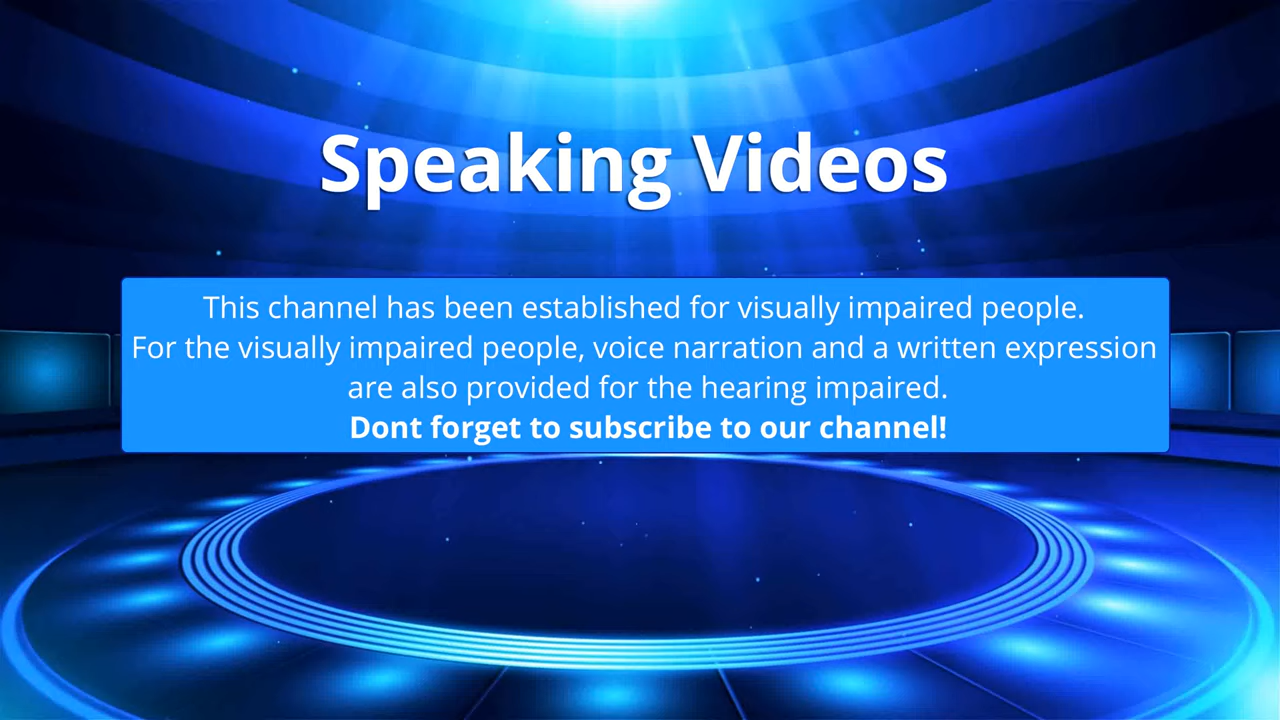 Speaking Videos
This channel has been established for visually impaired people.
For the visually impaired people, voice narration and a written expression
are also provided for the hearing impaired.
Dont forget to subscribe to our channel!